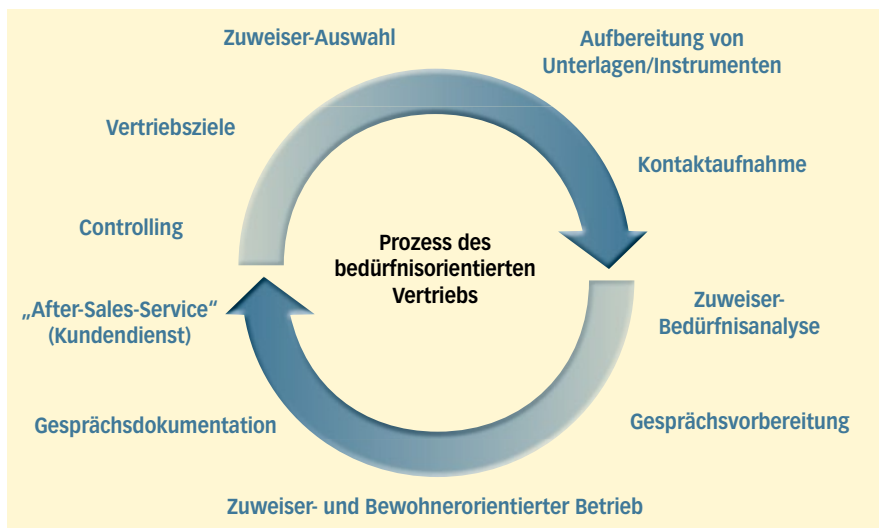 Zuweiser-Auswahl
Aufbereitung von
Unterlagen/Instrumenten
Vertriebsziele
Kontaktaufnahme
Controlling
Prozess des
bedürfnisorientierten
Vertriebs
„After-Sales-Service“
(Kundendienst)
Zuweiser-
Bedürfnisanalyse
Gesprächsdokumentation
Gesprächsvorbereitung
Zuweiser- und Bewohnerorientierter Betrieb